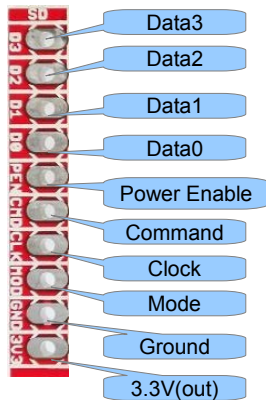 SD
D3
Data3
D2
Data2
D1
Data1
D0
Data0
PEN
Power Enable
CMD
Command
CLK
Clock
MOD
Mode
GND
Ground
3V3
3.3V(out)